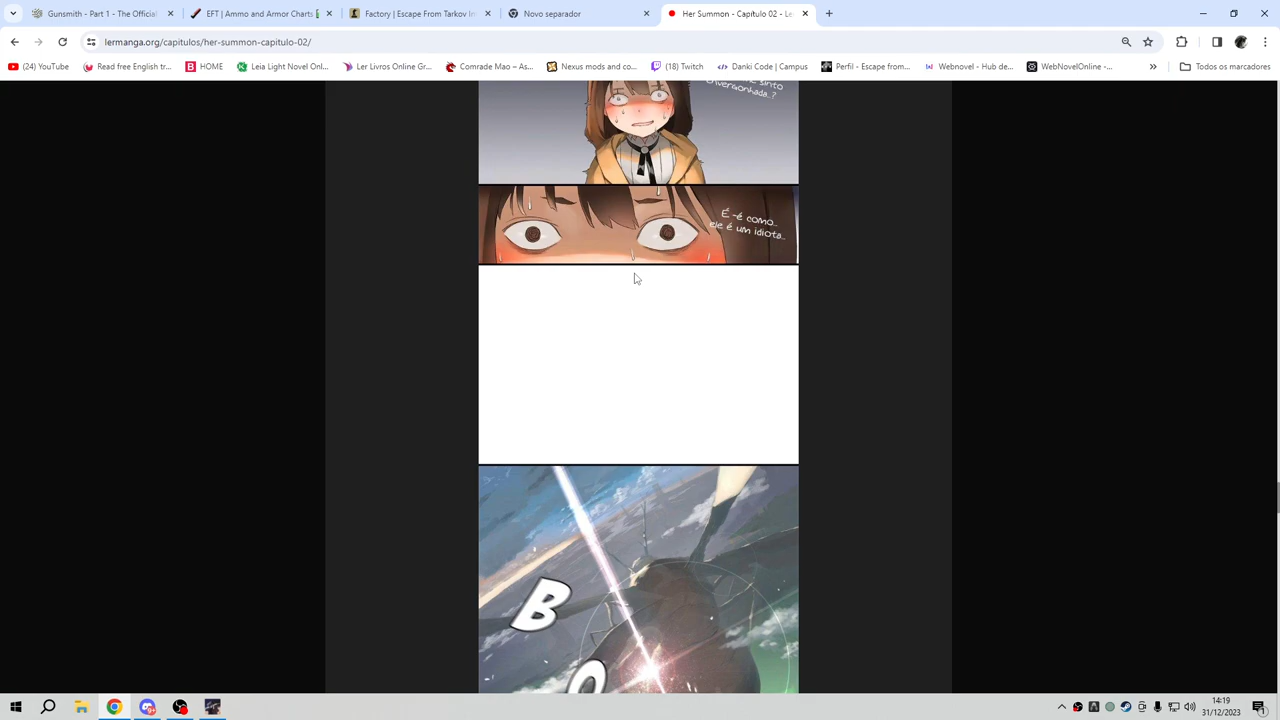 Gunsmith - Part 1 - The Official
EFT | Ammo and Armor Charts
Factory | Escape From Tarkov In
Novo separador
Her Summon - Capítulo 02 - Le
lermanga.org/capitulos/her-summon-capitulo-02/
(24) YouTube
Read free English tr...
HOME
Leia Light Novel Onl...
Ler Livros Online Gr...
Comrade Mao – As...
Nexus mods and co...
(18) Twitch
Danki Code | Campus
Perfil - Escape from...
Webnovel - Hub de...
WebNovelOnline -...
Todos os marcadores
sinto
envergonhada..?
É -é como..
ele é um idiota..
B
O
14:19
31/12/2023